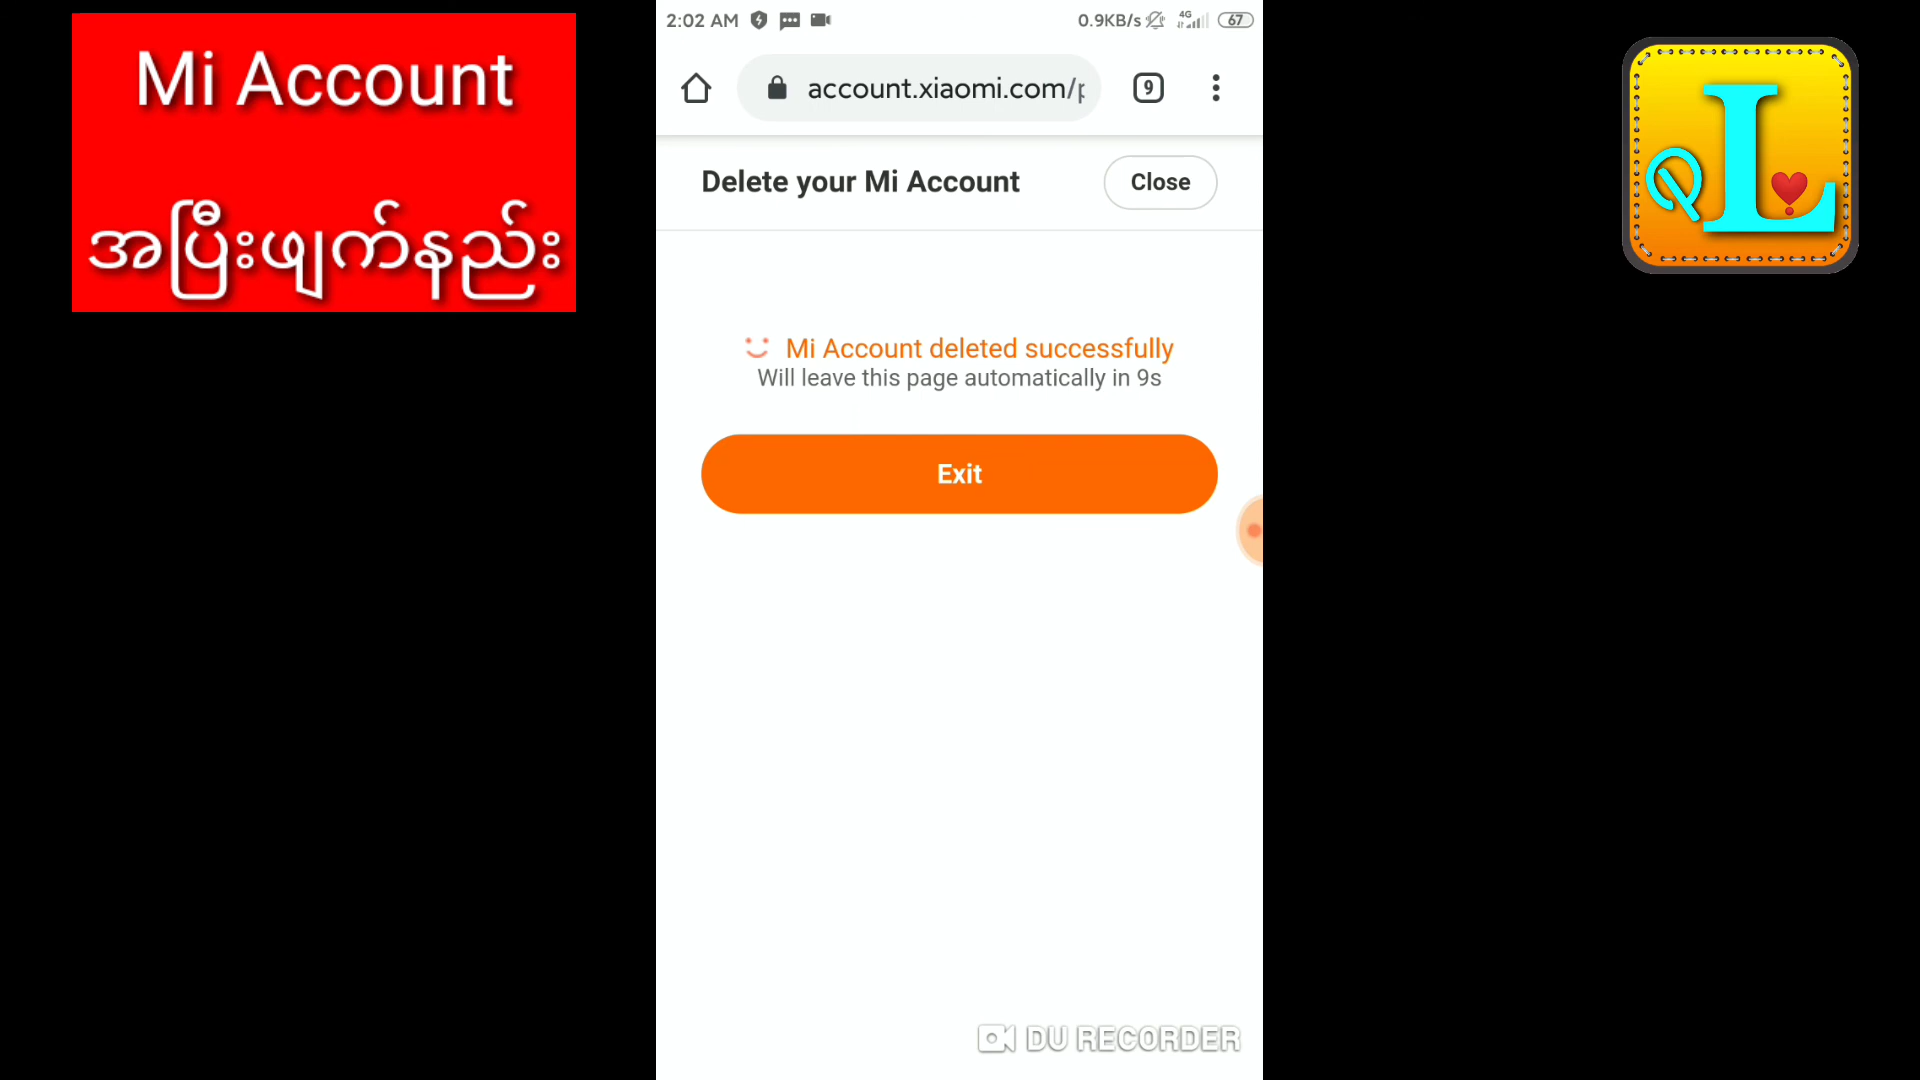 Mi Account
အပြီးဖျက်နည်း
2:02 AM
0.9KB/s
4G
67
account.xiaomi.com/p
9
Delete your Mi Account
Close
Mi Account deleted successfully
Will leave this page automatically in 9s
Exit
DU RECORDER
L